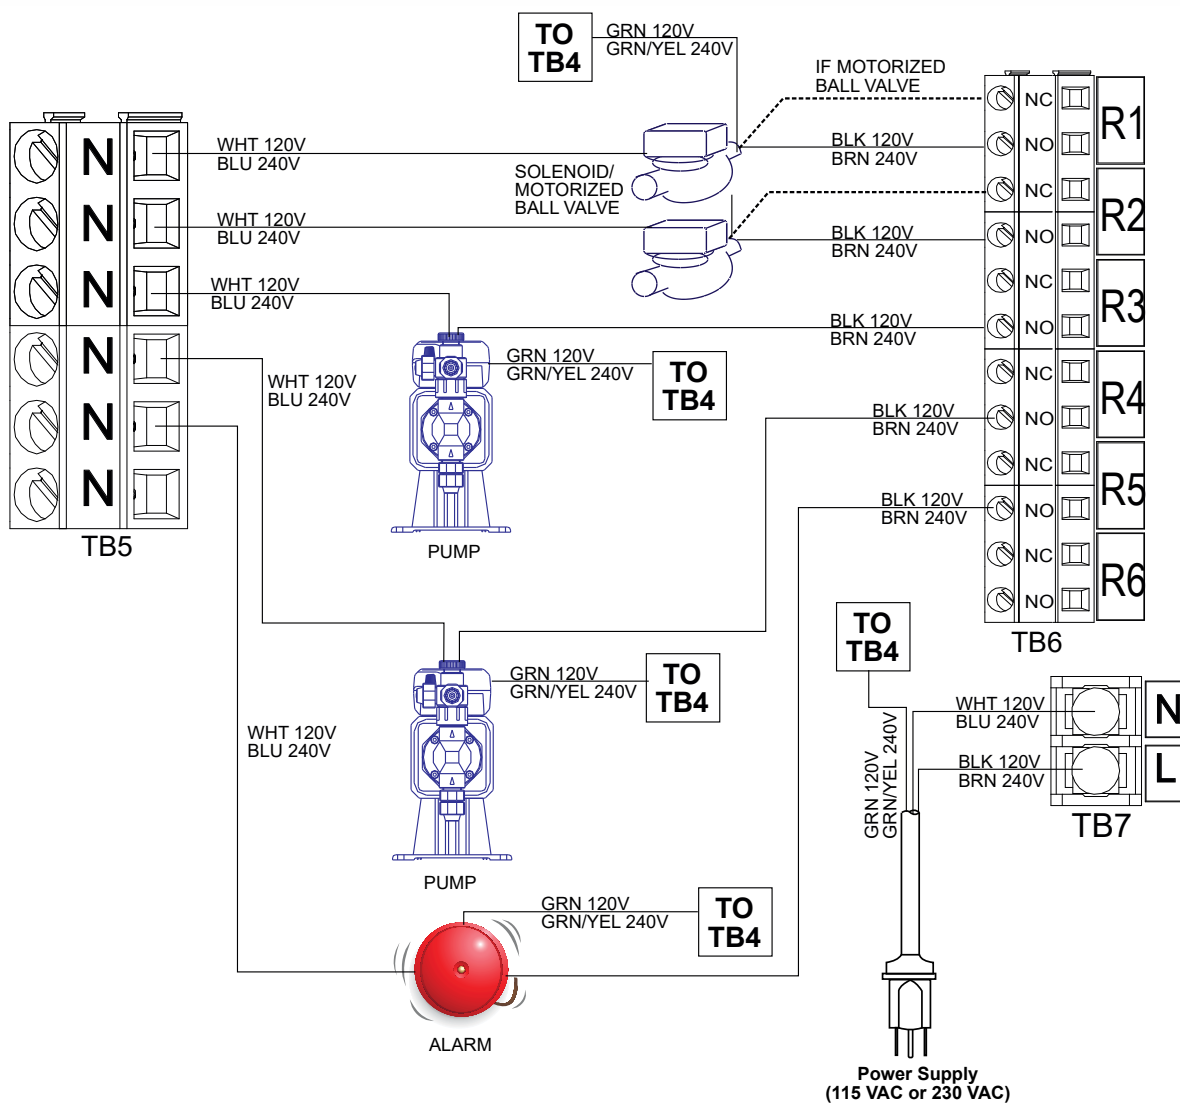 TO
TB4
GRN 120V
GRN/YEL 240V
IF MOTORIZED
BALL VALVE
N
WHT 120V
BLU 240V
SOLENOID/
MOTORIZED
BALL VALVE
BLK 120V
BRN 240V
NC
NO
R1
N
WHT 120V
BLU 240V
BLK 120V
BRN 240V
NC
NO
R2
N
WHT 120V
BLU 240V
BLK 120V
BRN 240V
NC
NO
R3
N
WHT 120V
BLU 240V
GRN 120V
GRN/YEL 240V
TO
TB4
BLK 120V
BRN 240V
NC
NO
R4
N
N
TB5
PUMP
BLK 120V
BRN 240V
NC
NO
R5
NC
NO
R6
TB6
GRN 120V
GRN/YEL 240V
TO
TB4
PUMP
WHT 120V
BLU 240V
TO
TB4
GRN 120V
GRN/YEL 240V
WHT 120V
BLU 240V
N
BLK 120V
BRN 240V
L
TB7
GRN 120V
GRN/YEL 240V
TO
TB4
ALARM
Power Supply
(115 VAC or 230 VAC)